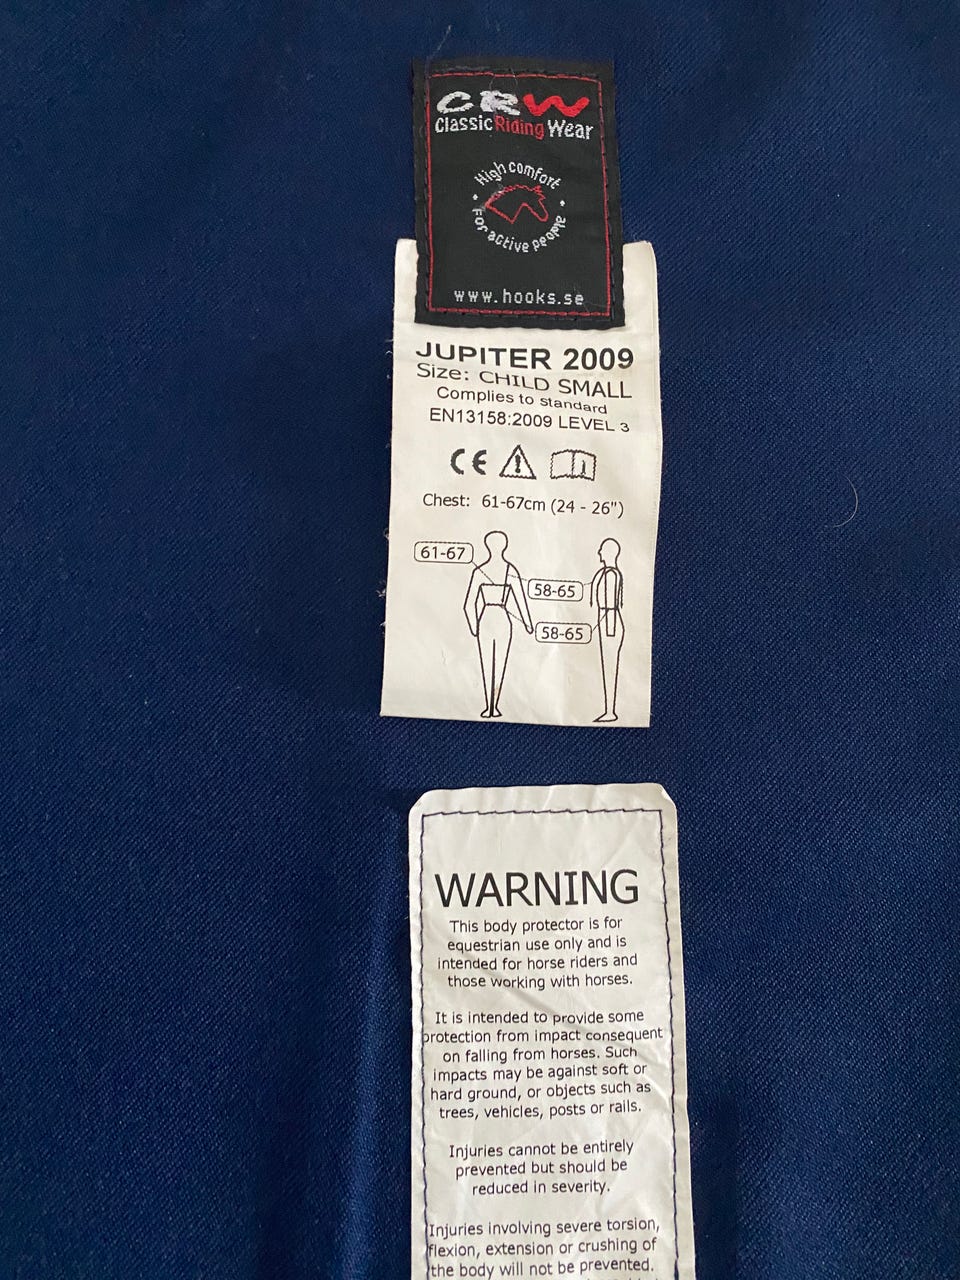 CRW
Classic Riding Wear
High comfort
For active people
www.hooks.se
JUPITER 2009
Size: CHILD SMALL
Complies to standard
EN13158:2009 LEVEL 3
CE
Chest: 61-67cm (24 - 26")
61-67
58-65
58-65
WARNING
This body protector is for
equestrian use only and is
intended for horse riders and
those working with horses.
It is intended to provide some
protection from impact consequent
on falling from horses. Such
impacts may be against soft or
hard ground, or objects such as
trees, vehicles, posts or rails.
Injuries cannot be entirely
prevented but should be
reduced in severity.
Injuries involving severe torsion,
flexion, extension or crushing of
the body will not be prevented.